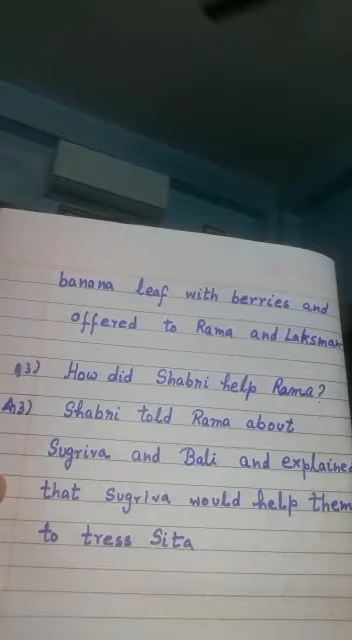 banana leaf with berries and
offered to Rama and Laksman
Q3) How did Shabri help Rama?
An3) Shabri told Rama about
Sugriva and Bali and explained
that Sugriva would help them
to tress Sita